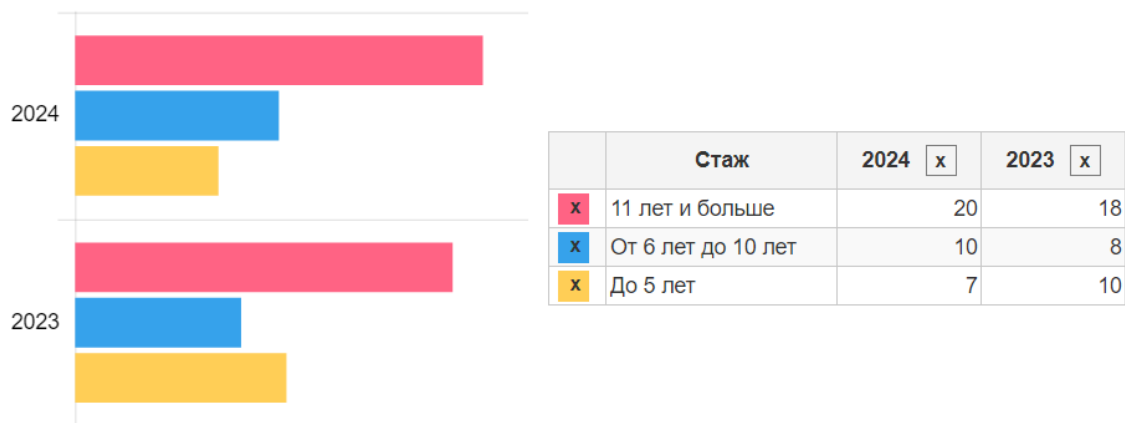 2024
2023
Стаж 2024 x 2023 x
x 11 лет и больше 20 18
x От 6 лет до 10 лет 10 8
x До 5 лет 7 10